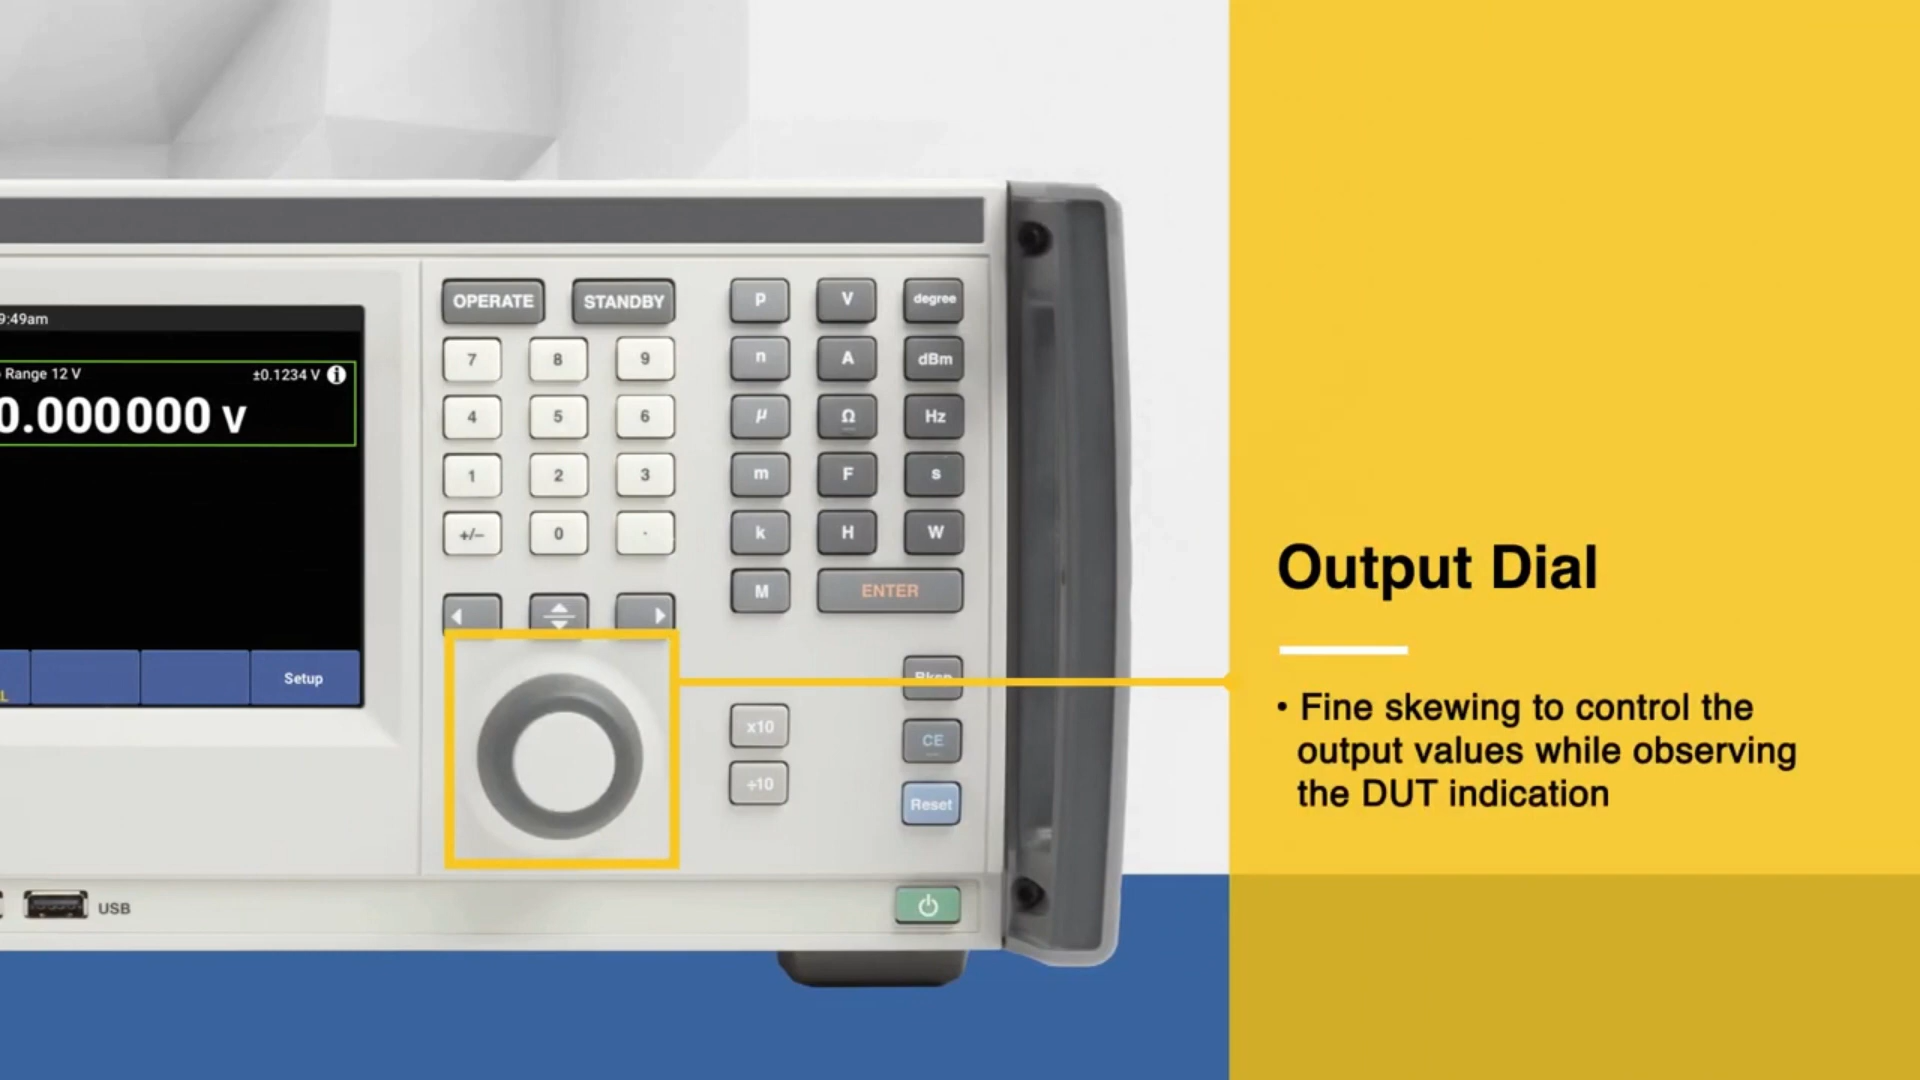 9:49am
Range 12 V
±0.1234 V
0.000000 V
Setup
OPERATE
STANDBY
7
8
9
4
5
6
1
2
3
+/−
0
.
p
V
degree
n
A
dBm
µ
Ω
Hz
m
F
s
k
H
W
M
ENTER
Bksp
x10
CE
÷10
Reset
USB
Output Dial
• Fine skewing to control the
output values while observing
the DUT indication